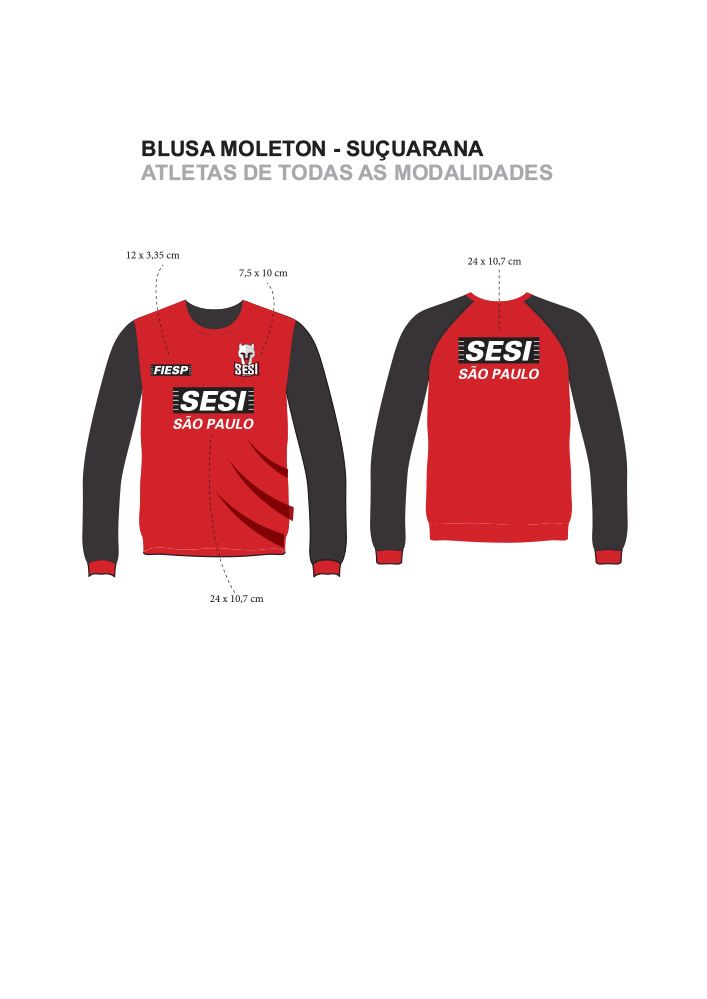 BLUSA MOLETON - SUÇUARANA
ATLETAS DE TODAS AS MODALIDADES
12 x 3,35 cm
7,5 x 10 cm
24 x 10,7 cm
FIESP
SESI
SESI
SÃO PAULO
SESI
SÃO PAULO
24 x 10,7 cm